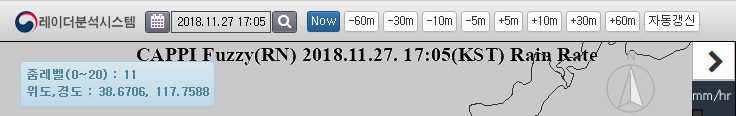 레이더분석시스템 2018.11.27 17:05 Now -60m -30m -10m -5m +5m +10m +30m +60m 자동갱신
CAPPI Fuzzy(RN) 2018.11.27. 17:05(KST) Rain Rate
N
줌레벨(0~20) : 11
위도,경도 : 38.6706, 117.7588
mm/hr